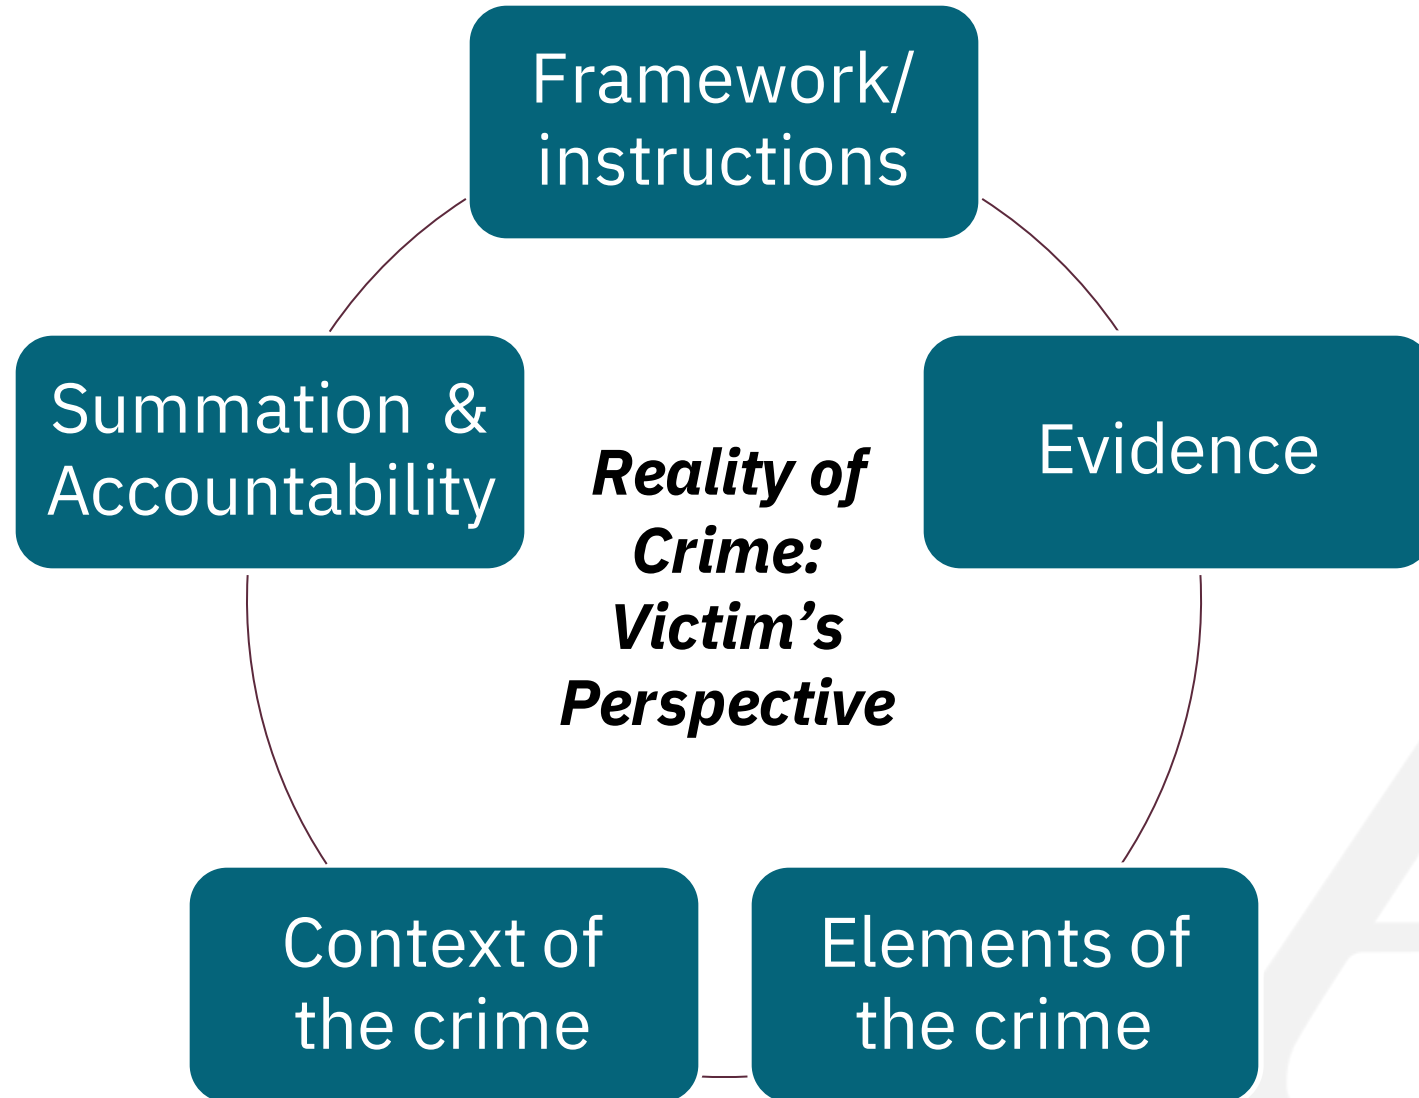 Framework/
instructions
Summation &
Accountability
Evidence
Reality of
Crime:
Victim’s
Perspective
Context of
the crime
Elements of
the crime